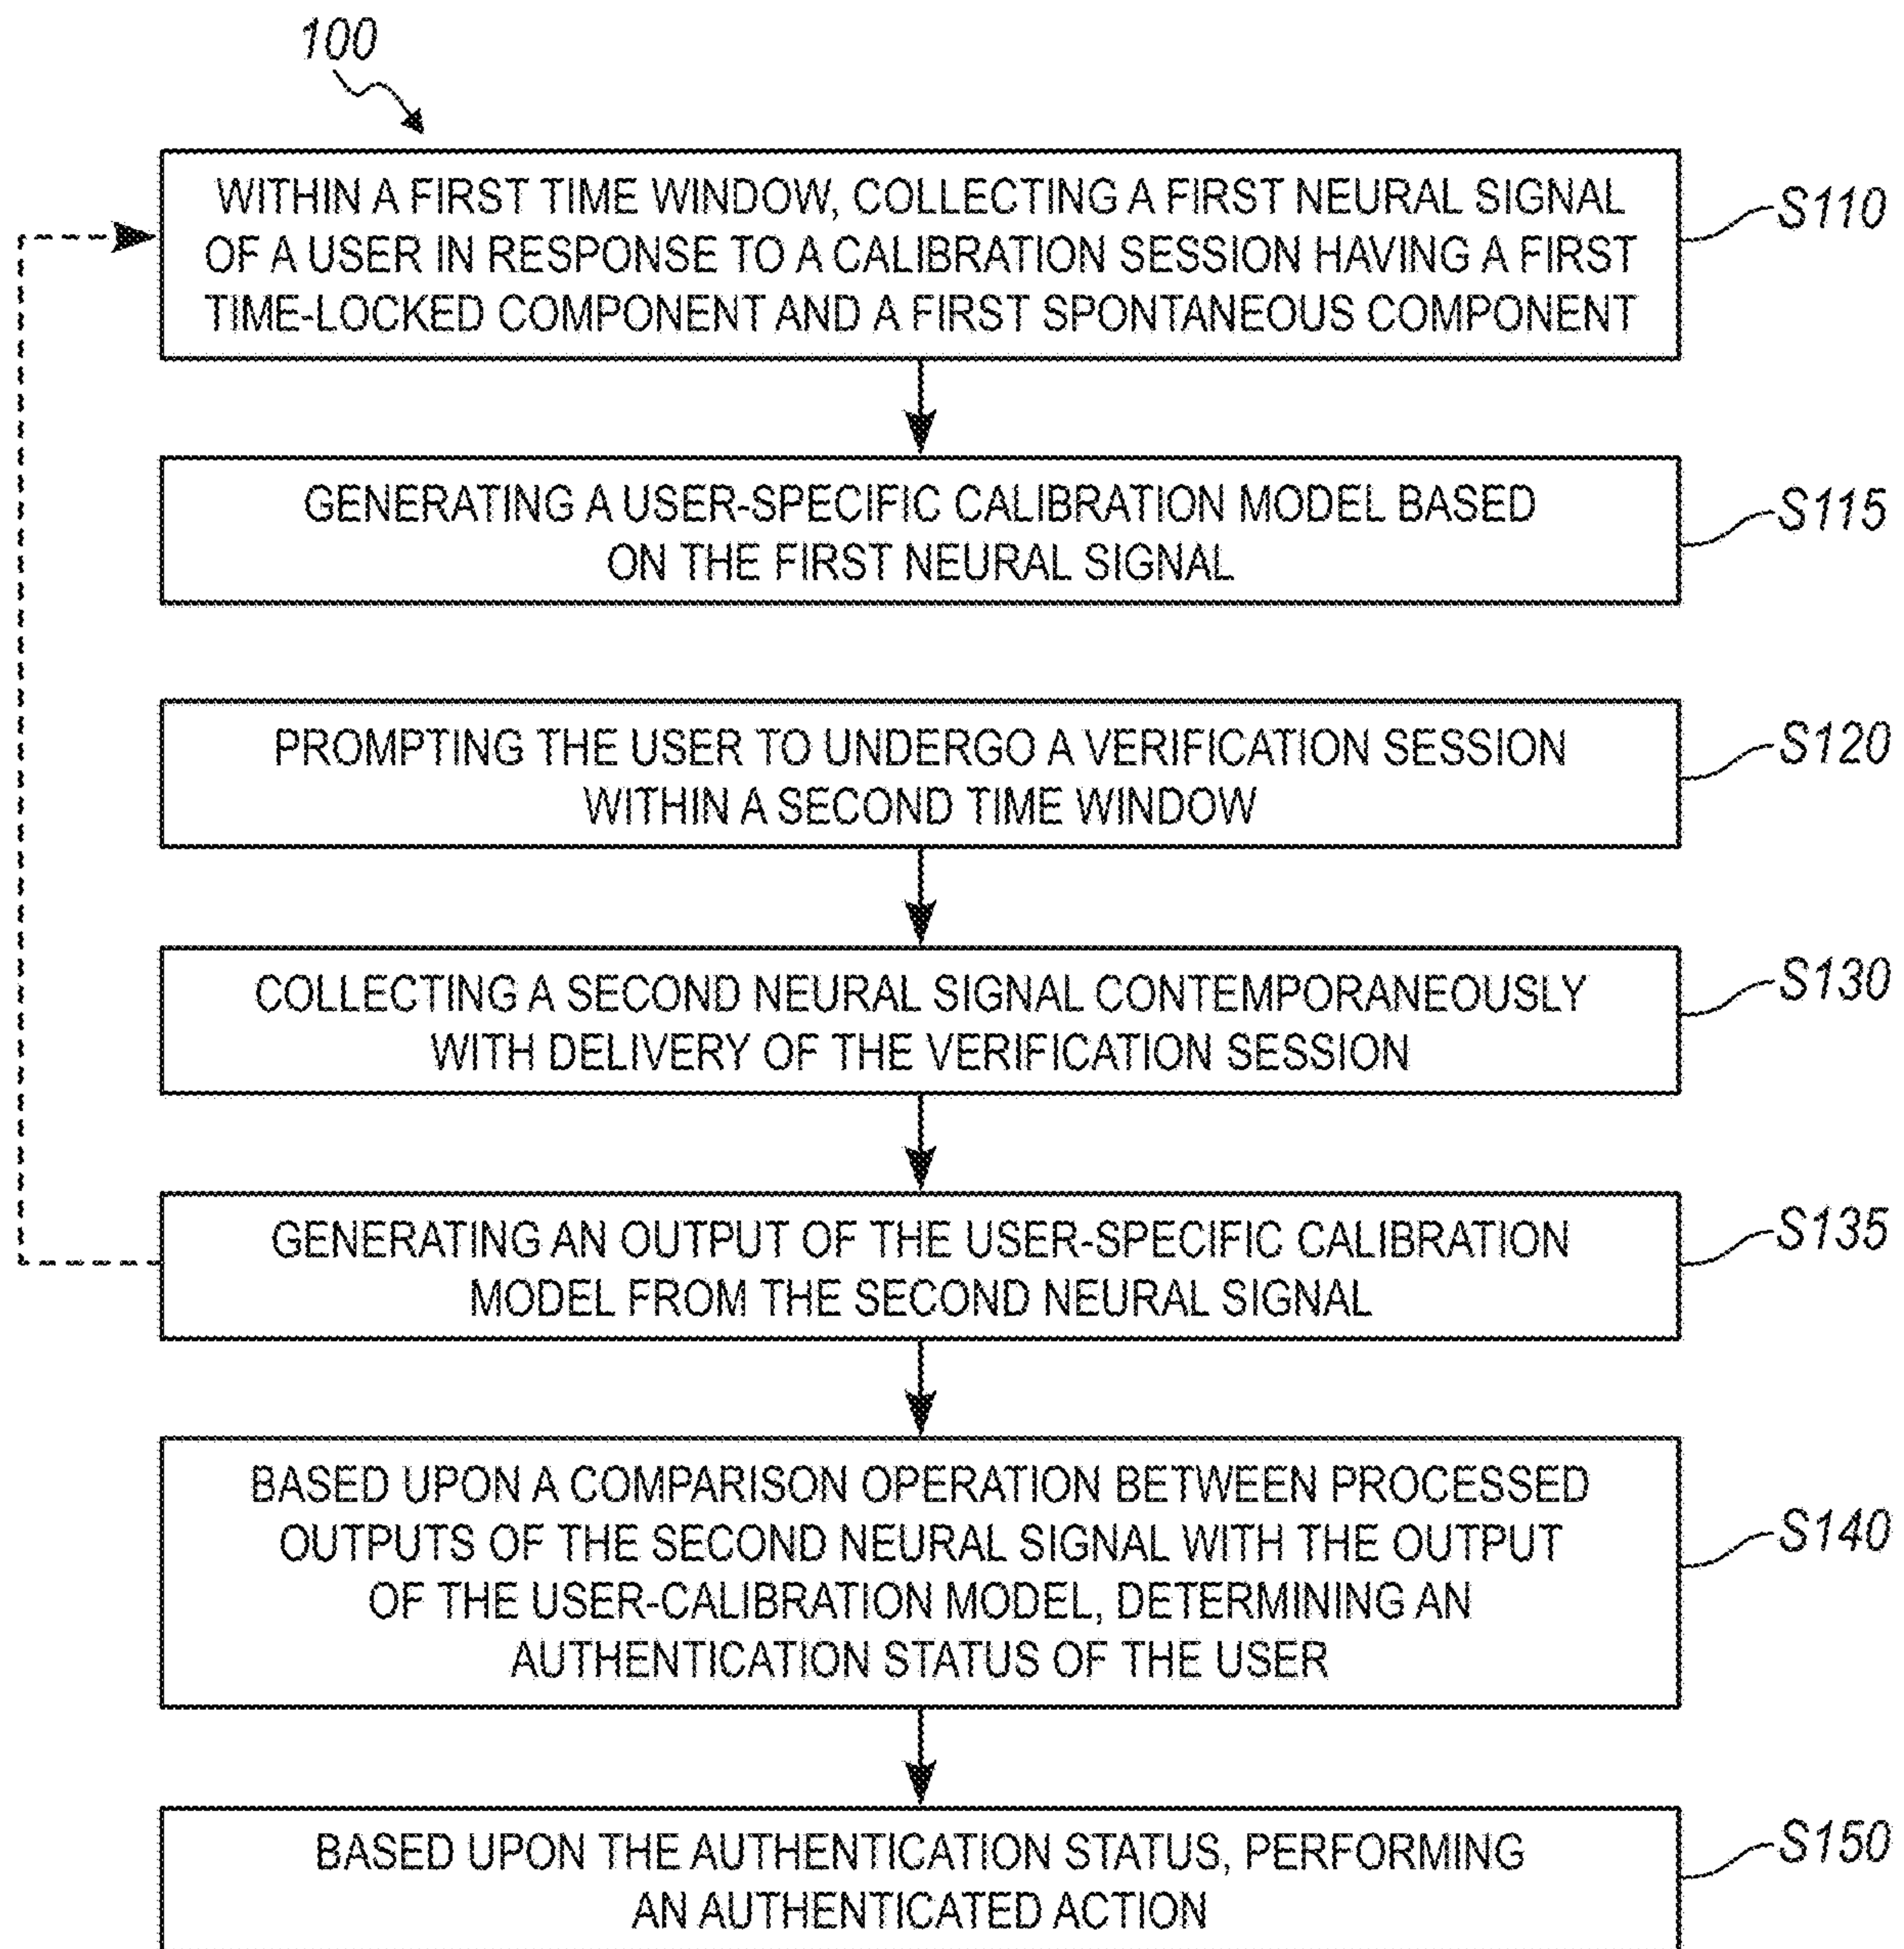 100
WITHIN A FIRST TIME WINDOW, COLLECTING A FIRST NEURAL SIGNAL
OF A USER IN RESPONSE TO A CALIBRATION SESSION HAVING A FIRST
TIME-LOCKED COMPONENT AND A FIRST SPONTANEOUS COMPONENT
S110
GENERATING A USER-SPECIFIC CALIBRATION MODEL BASED
ON THE FIRST NEURAL SIGNAL
S115
PROMPTING THE USER TO UNDERGO A VERIFICATION SESSION
WITHIN A SECOND TIME WINDOW
S120
COLLECTING A SECOND NEURAL SIGNAL CONTEMPORANEOUSLY
WITH DELIVERY OF THE VERIFICATION SESSION
S130
GENERATING AN OUTPUT OF THE USER-SPECIFIC CALIBRATION
MODEL FROM THE SECOND NEURAL SIGNAL
S135
BASED UPON A COMPARISON OPERATION BETWEEN PROCESSED
OUTPUTS OF THE SECOND NEURAL SIGNAL WITH THE OUTPUT
OF THE USER-CALIBRATION MODEL, DETERMINING AN
AUTHENTICATION STATUS OF THE USER
S140
BASED UPON THE AUTHENTICATION STATUS, PERFORMING
AN AUTHENTICATED ACTION
S150